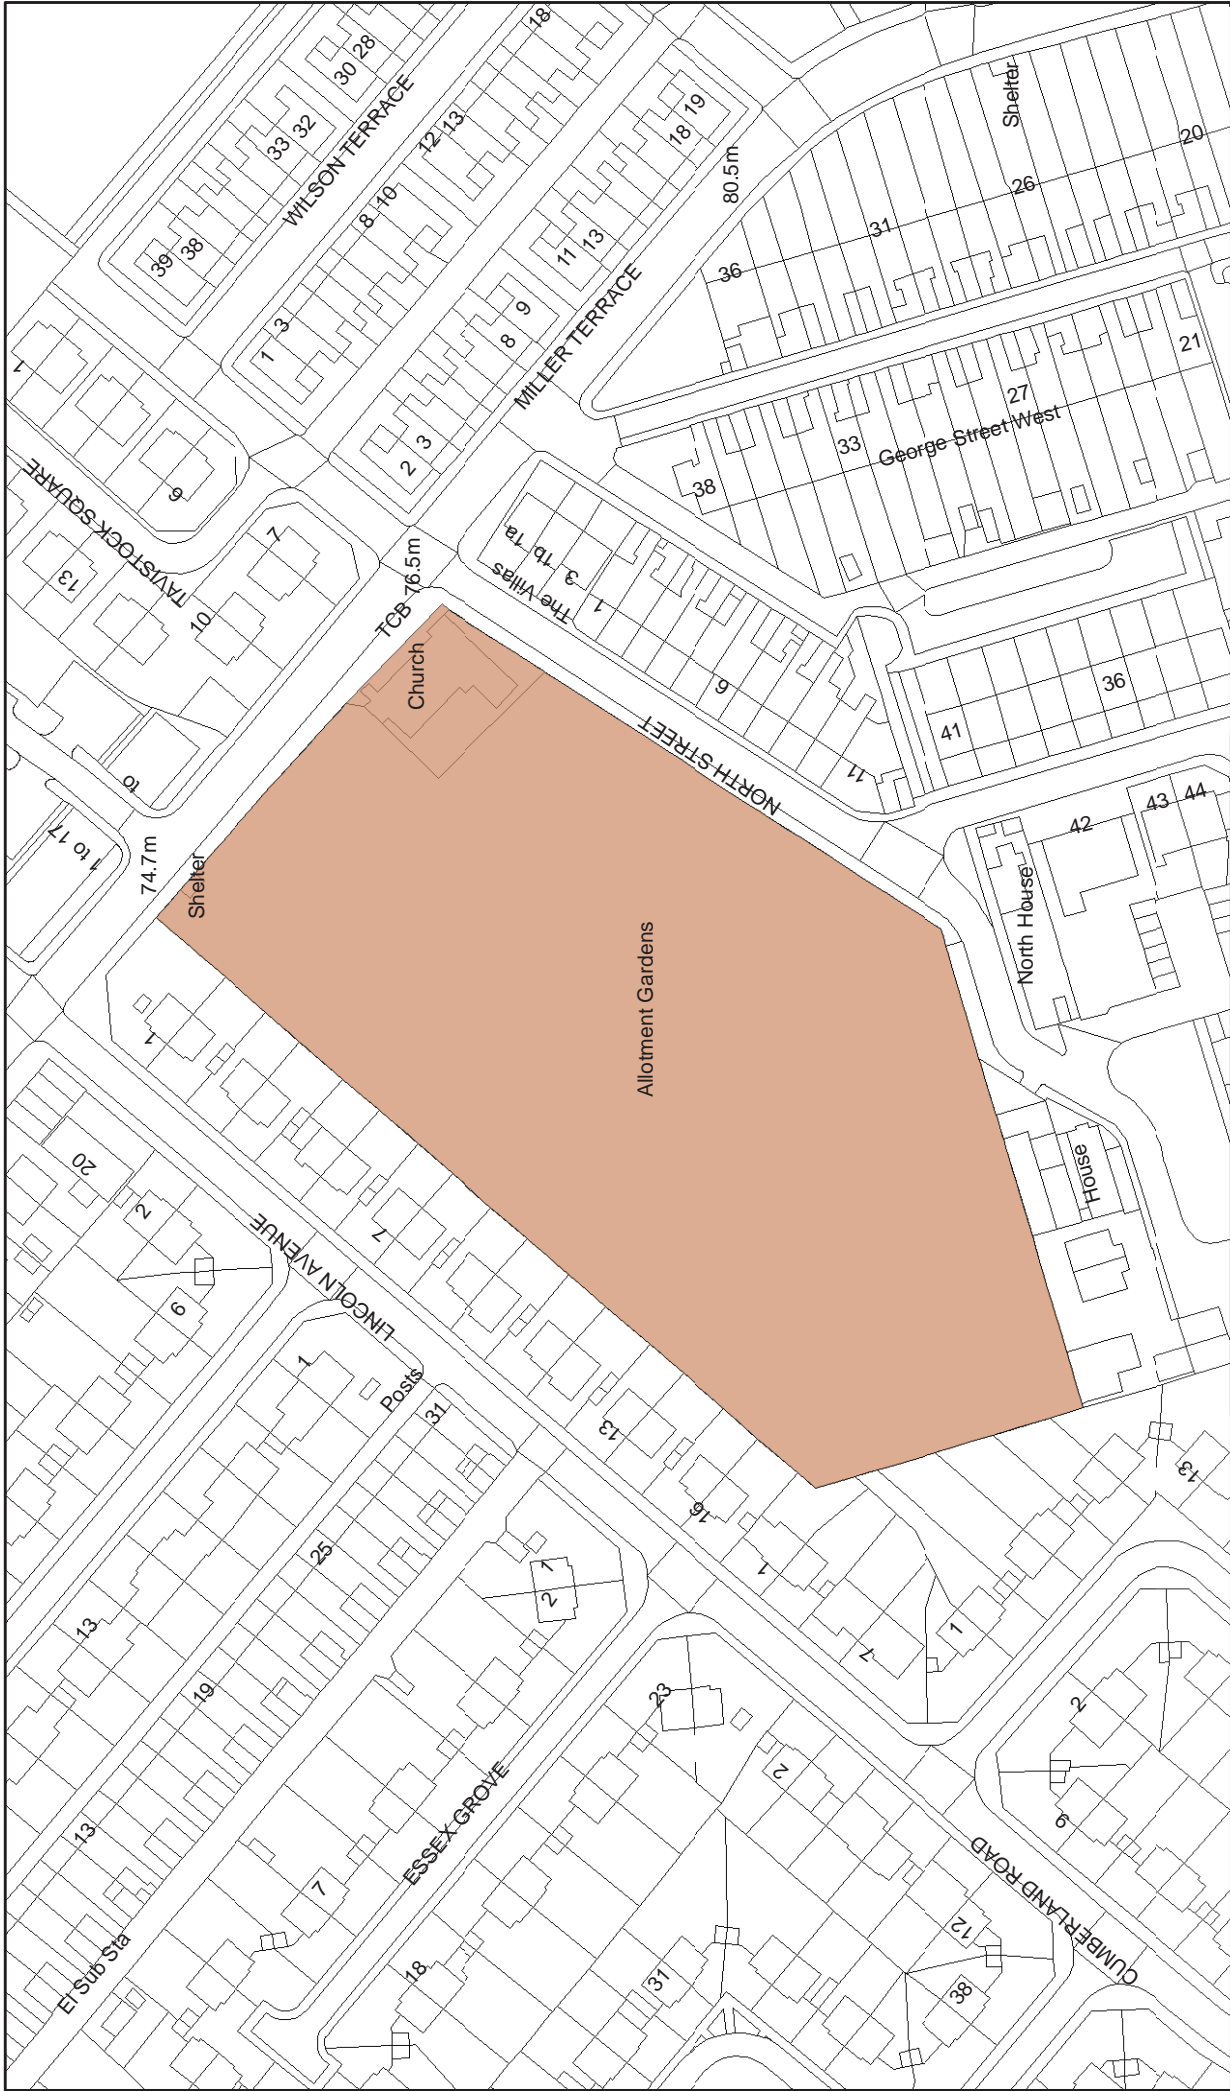 18
30 28
33 32
WILSON TERRACE
39
38
12
13
8 10
1 3
18 19
11
13
MILLER TERRACE
8 9
2 3
80.5m
Shelter
20
26
31
36
21
27
George Street West
33
38
1
6
TAVISTOCK SQUARE
13
7
10
TCB
76.5m
Church
The Villas
3 1b 1a
1
6
11
NORTH STREET
41
36
42
43
44
North House
House
to
1 to 17
74.7m
Shelter
Allotment Gardens
1
20
2
6
LINCOLN AVENUE
7
1
Posts
31
13
16
1
7
1
13
25
13
19
13
1
2
23
2
2
6
7
ESSEX GROVE
18
El Sub Sta
31
12
38
CUMBERLAND ROAD